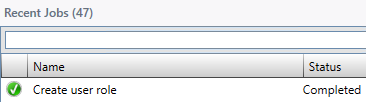 Recent Jobs (47)
Name Status
Create user role Completed